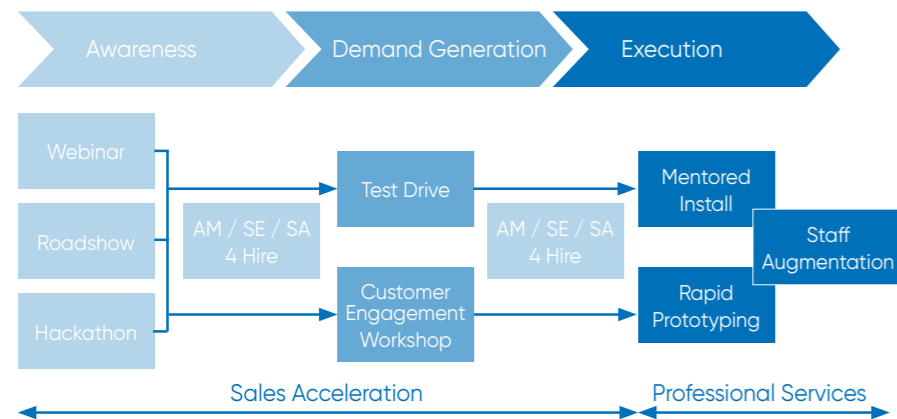 Awareness
Demand Generation
Execution
Webinar
Roadshow
Hackathon
AM / SE / SA
4 Hire
Test Drive
Customer
Engagement
Workshop
AM / SE / SA
4 Hire
Mentored
Install
Rapid
Prototyping
Staff
Augmentation
Sales Acceleration
Professional Services